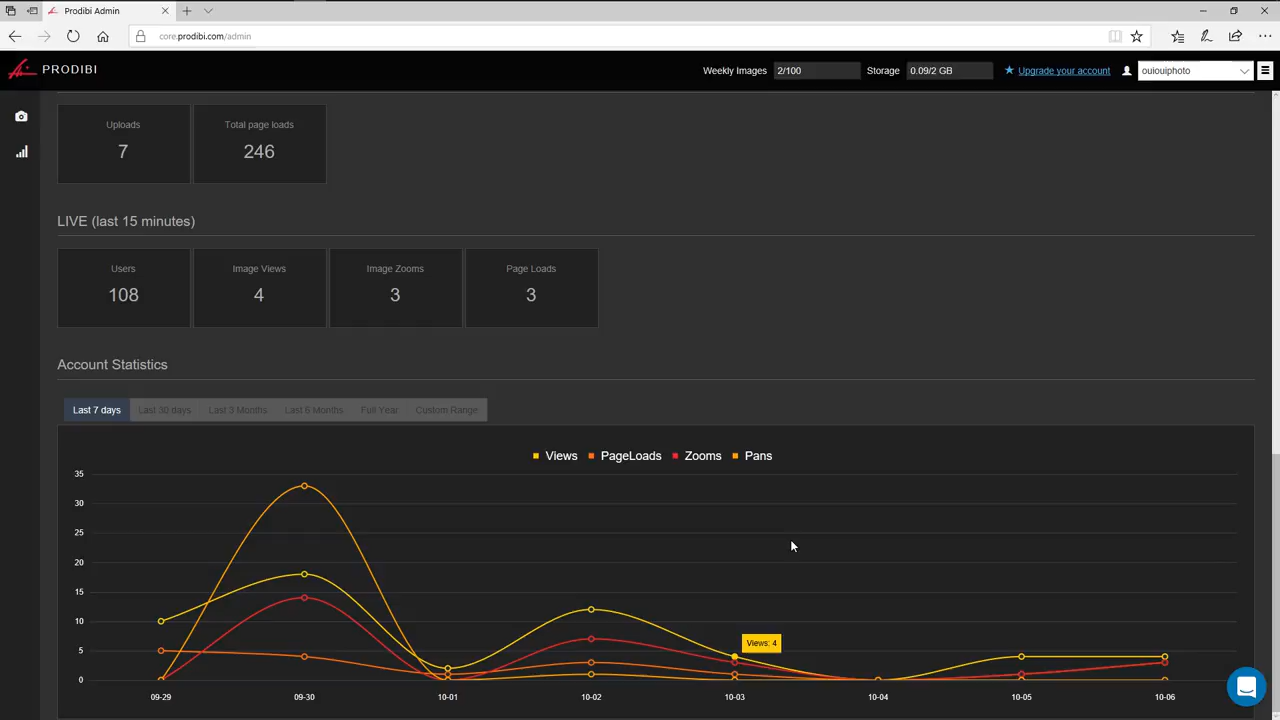 Prodibi Admin
core.prodibi.com/admin
PRODIBI
Weekly Images 2/100 Storage 0.09/2 GB Upgrade your account ouiouiphoto
Uploads Total page loads
7 246
LIVE (last 15 minutes)
Users Image Views Image Zooms Page Loads
108 4 3 3
Account Statistics
Last 7 days Last 30 days Last 3 Months Last 6 Months Full Year Custom Range
Views PageLoads Zooms Pans
35
30
25
20
15
10
5
0
Views: 4
09-29 09-30 10-01 10-02 10-03 10-04 10-05 10-06